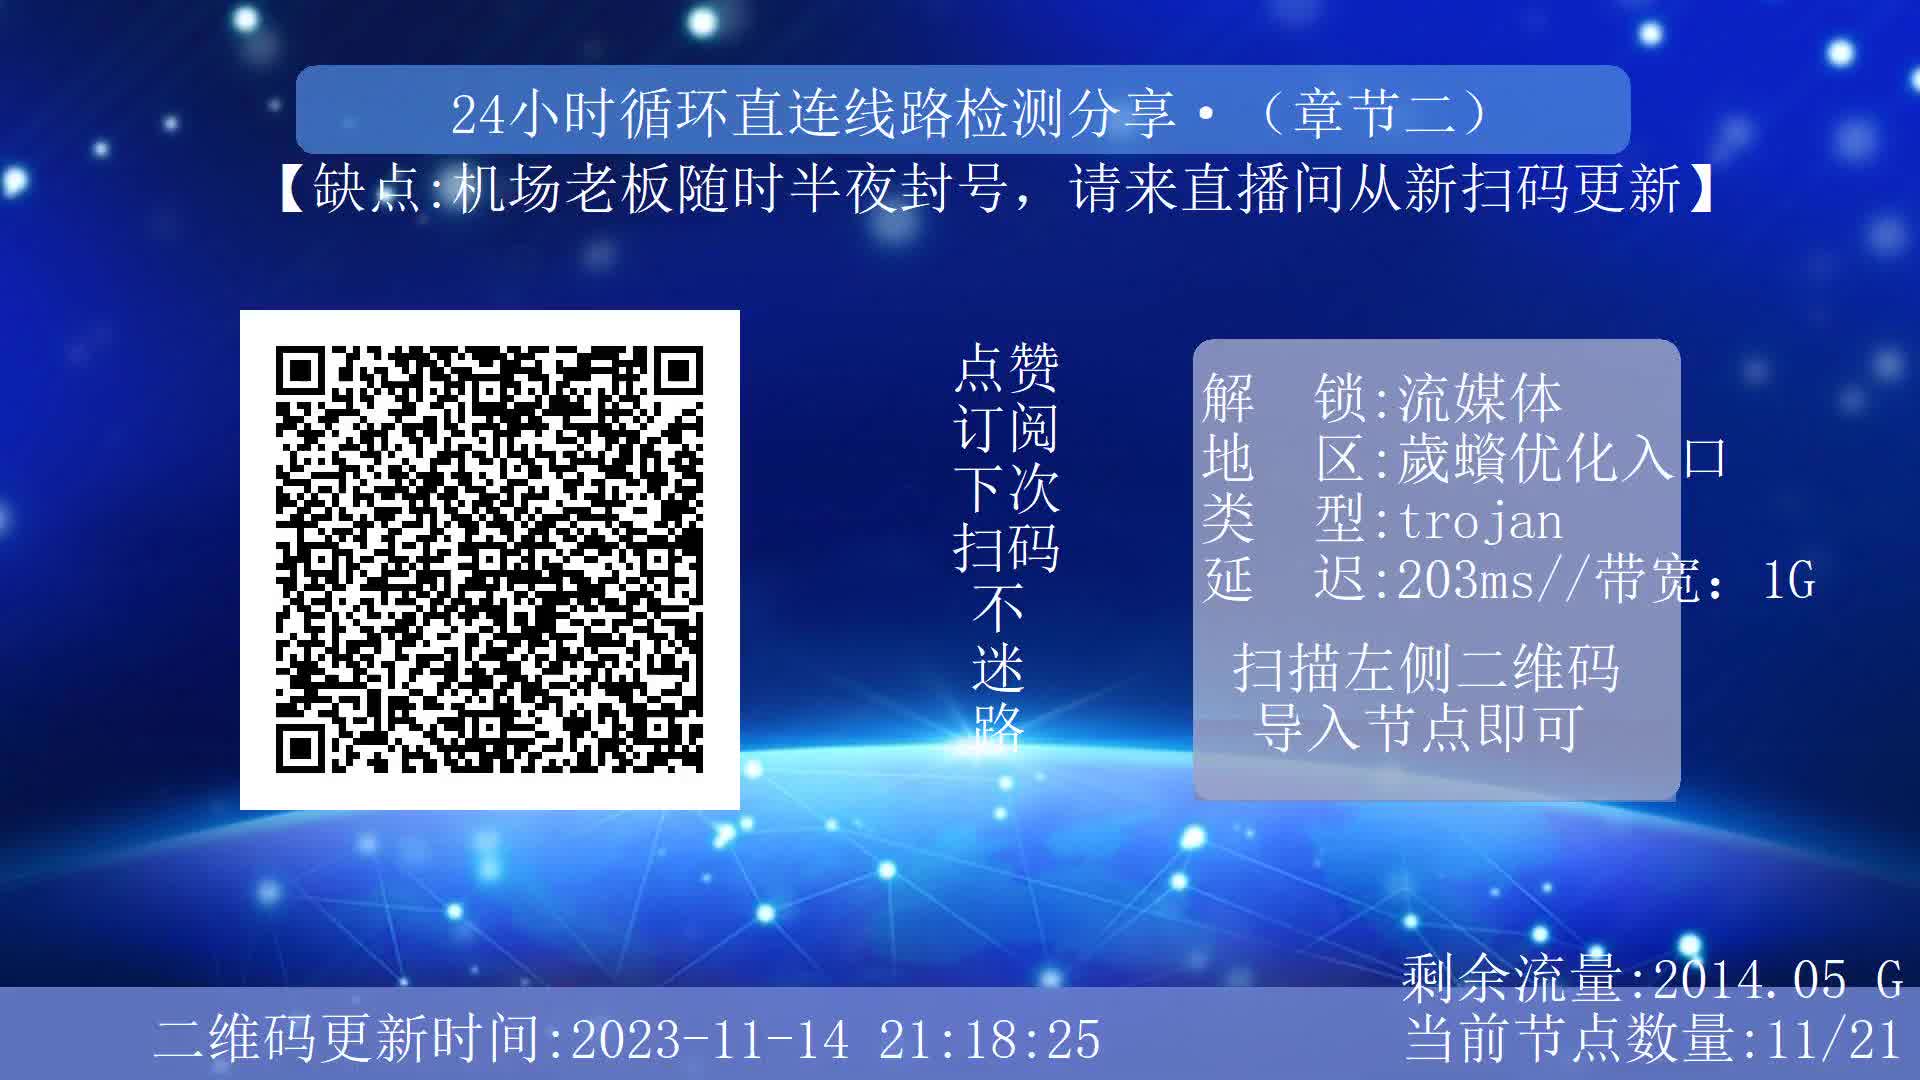 24小时循环直连线路检测分享·（章节二）
【缺点:机场老板随时半夜封号，请来直播间从新扫码更新】
点赞
订阅
下次
扫码
不
迷
路
解 锁:流媒体
地 区:歲蠀优化入口
类 型:trojan
延 迟:203ms//带宽：1G
扫描左侧二维码
导入节点即可
剩余流量:2014.05 G
二维码更新时间:2023-11-14 21:18:25
当前节点数量:11/21